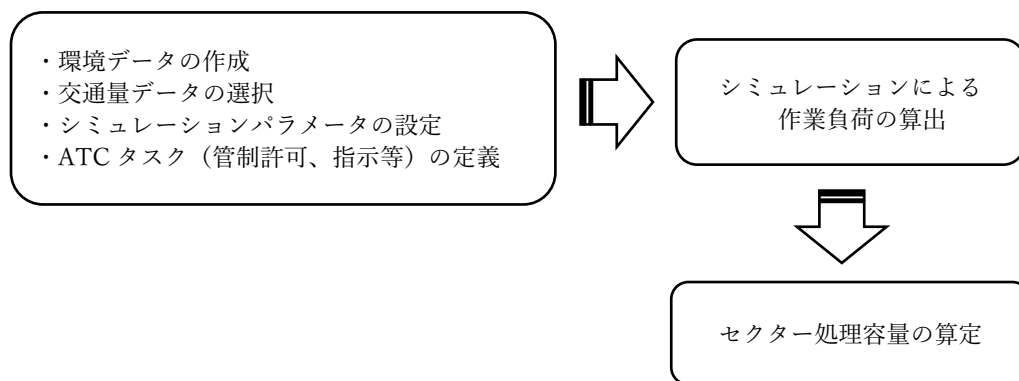 ・環境データの作成
・交通量データの選択
・シミュレーションパラメータの設定
・ATC タスク（管制許可、指示等）の定義
シミュレーションによる
作業負荷の算出
セクター処理容量の算定